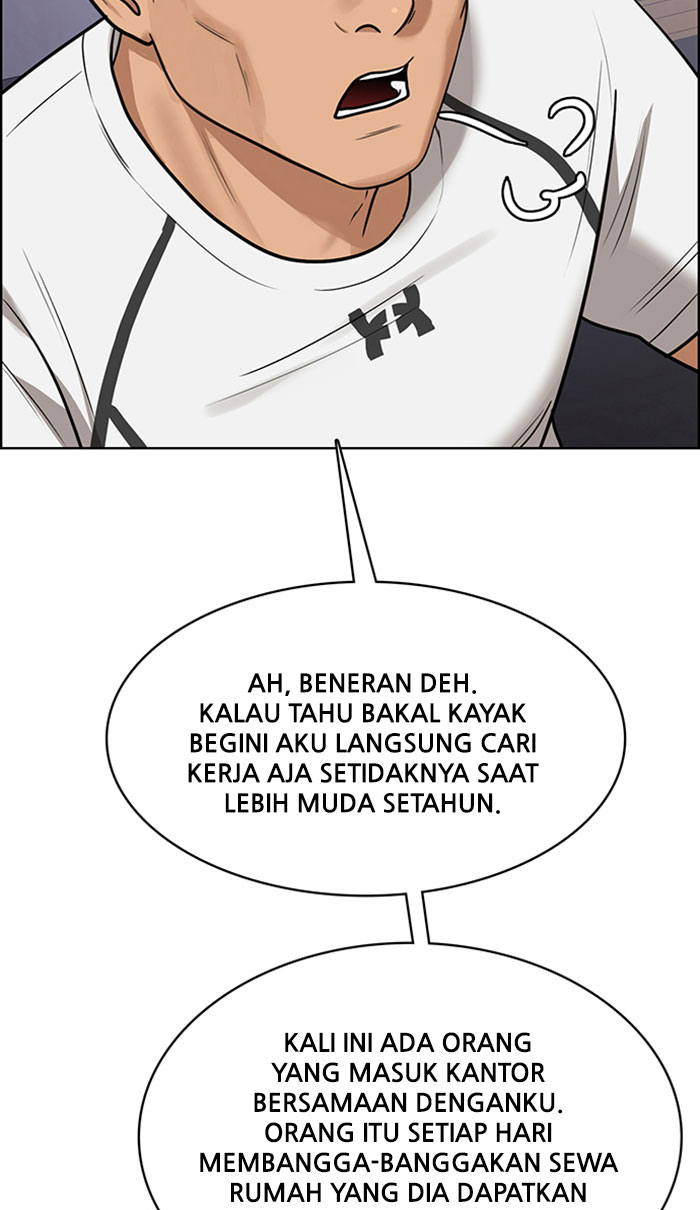 AH, BENERAN DEH.
KALAU TAHU BAKAL KAYAK
BEGINI AKU LANGSUNG CARI
KERJA AJA SETIDAKNYA SAAT
LEBIH MUDA SETAHUN.
KALI INI ADA ORANG
YANG MASUK KANTOR
BERSAMAAN DENGANKU.
ORANG ITU SETIAP HARI
MEMBANGGA-BANGGAKAN SEWA
RUMAH YANG DIA DAPATKAN